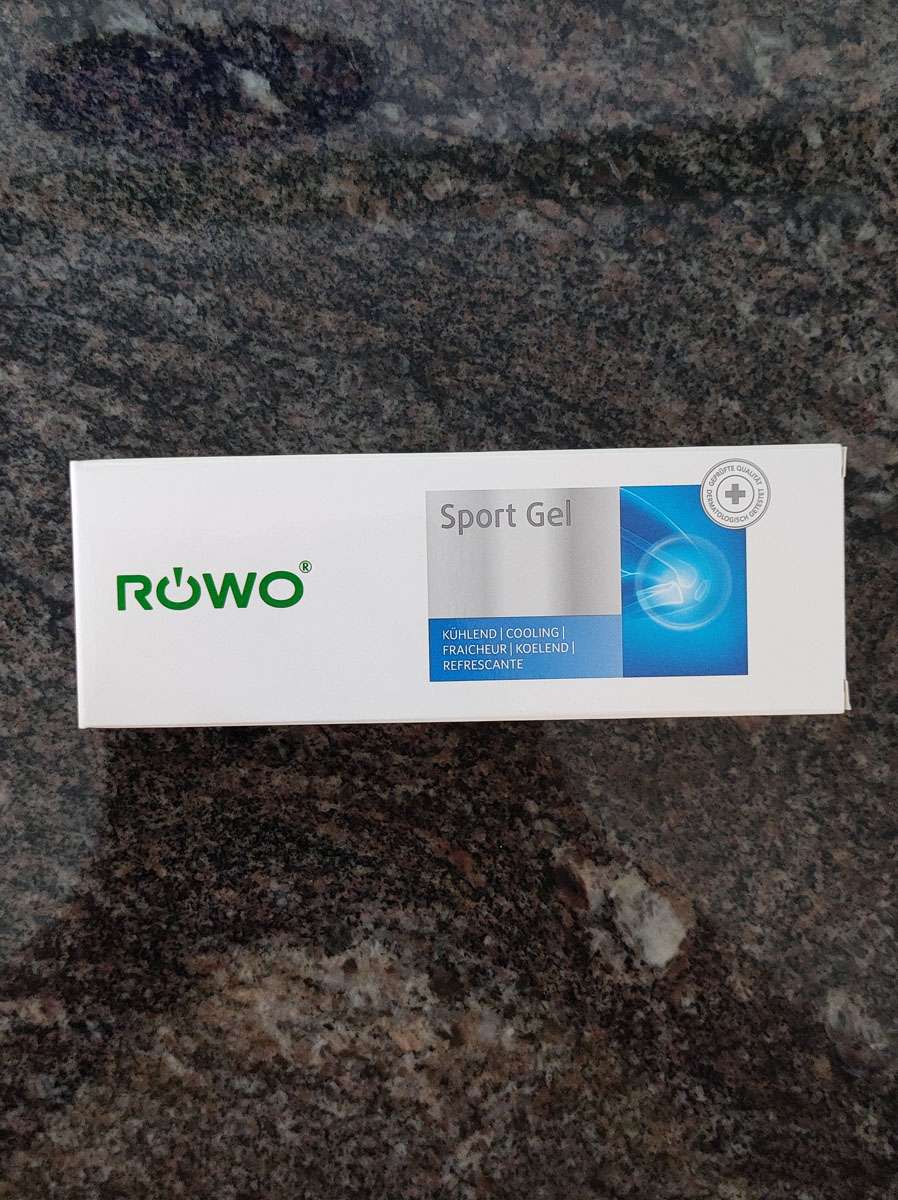 RÖWO®
Sport Gel
KÜHLEND | COOLING |
FRAICHEUR | KOELEND |
REFRESCANTE
GEPRÜFTE QUALITÄT
DERMATOLOGISCH GETESTET